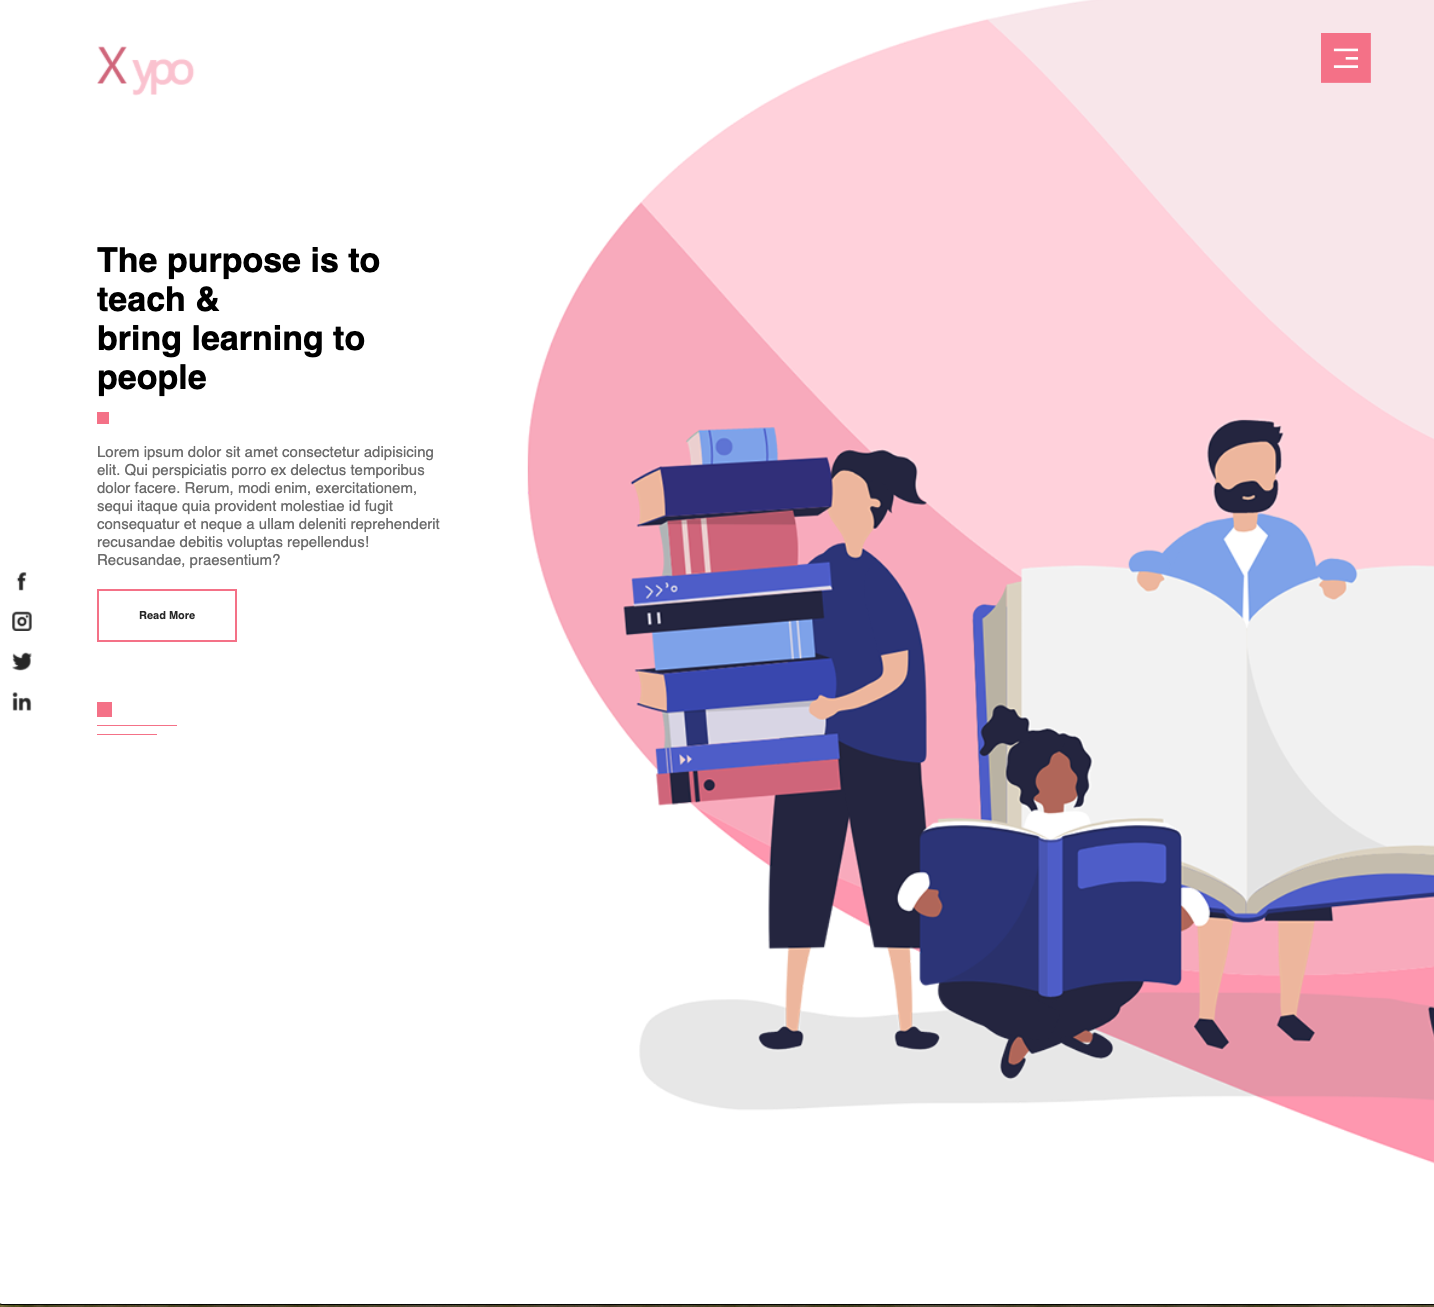 X ypo
The purpose is to
teach &
bring learning to
people
Lorem ipsum dolor sit amet consectetur adipisicing
elit. Qui perspiciatis porro ex delectus temporibus
dolor facere. Rerum, modi enim, exercitationem,
sequi itaque quia provident molestiae id fugit
consequatur et neque a ullam deleniti reprehenderit
recusandae debitis voluptas repellendus!
Recusandae, praesentium?
Read More